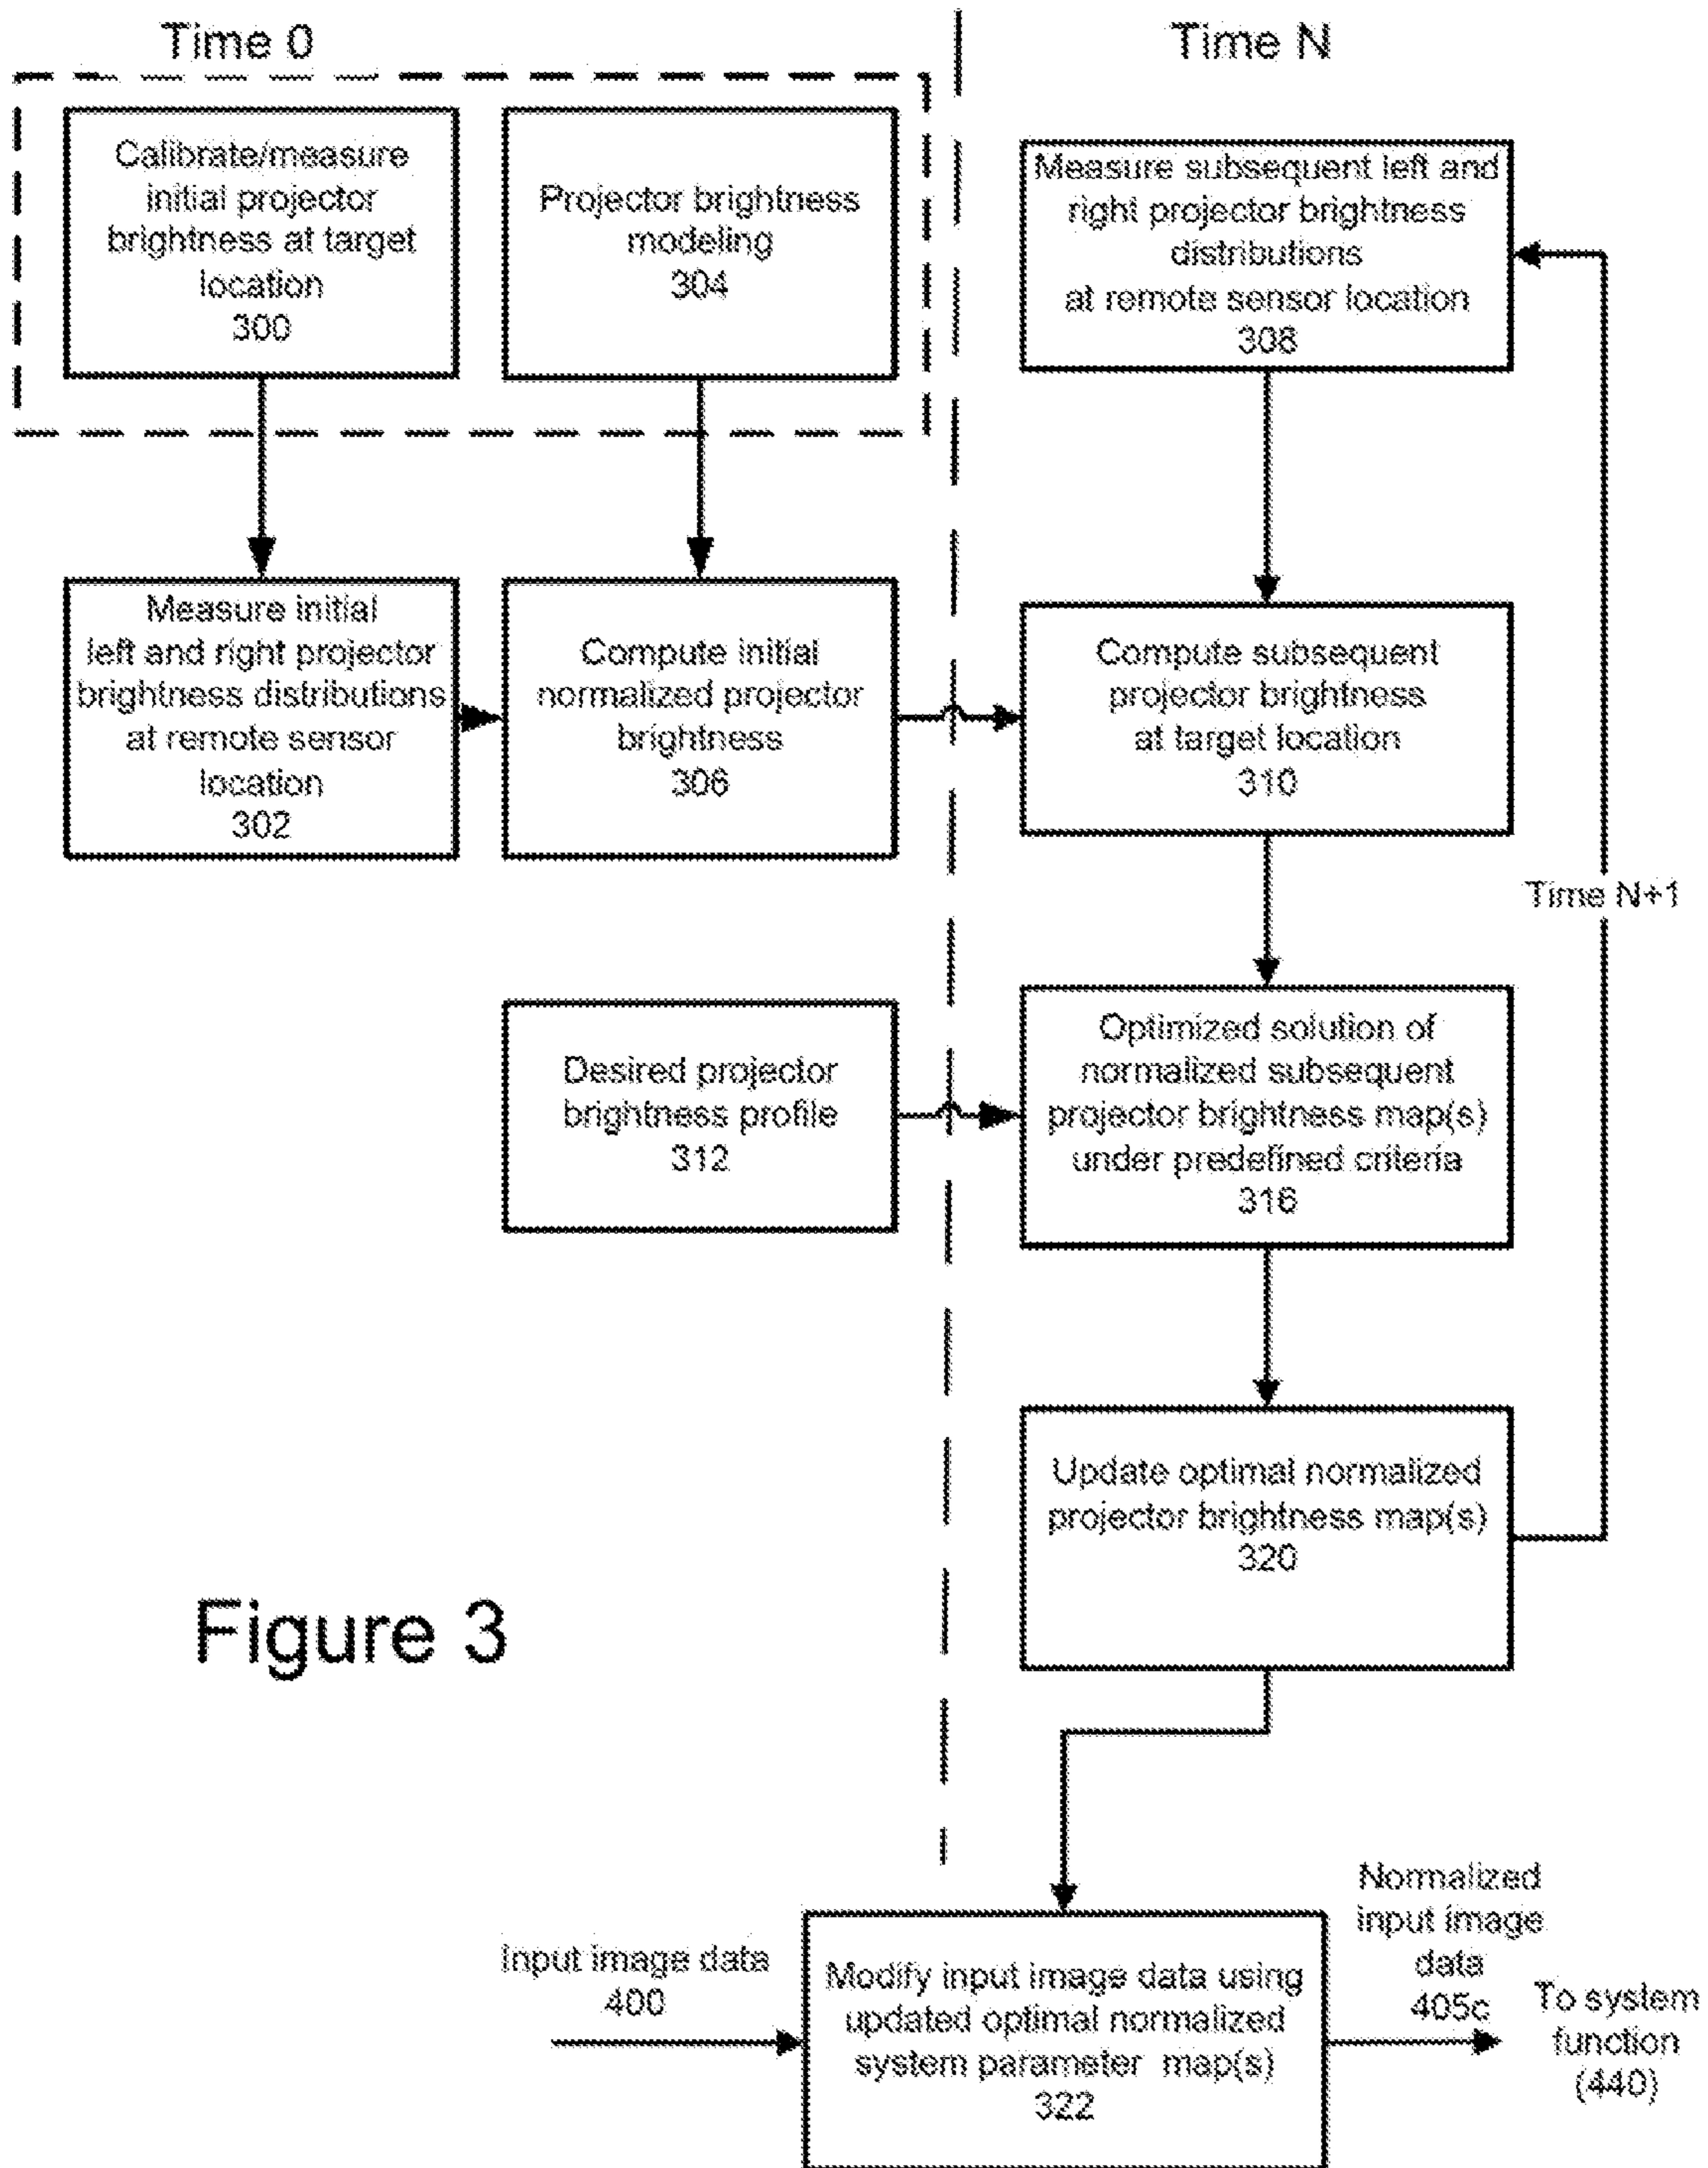 Time 0
Time N
Calibrate/measure
initial projector
brightness at target
location
300
Projector brightness
modeling
304
Measure subsequent left and
right projector brightness
distributions
at remote sensor location
308
Measure initial
left and right projector
brightness distributions
at remote sensor
location
302
Compute initial
normalized projector
brightness
306
Compute subsequent
projector brightness
at target location
310
Time N+1
Desired projector
brightness profile
312
Optimized solution of
normalized subsequent
projector brightness map(s)
under predefined criteria
316
Update optimal normalized
projector brightness map(s)
320
Figure 3
Input image data
400
Modify input image data using
updated optimal normalized
system parameter map(s)
322
Normalized
input image
data
405c
To system
function
(440)